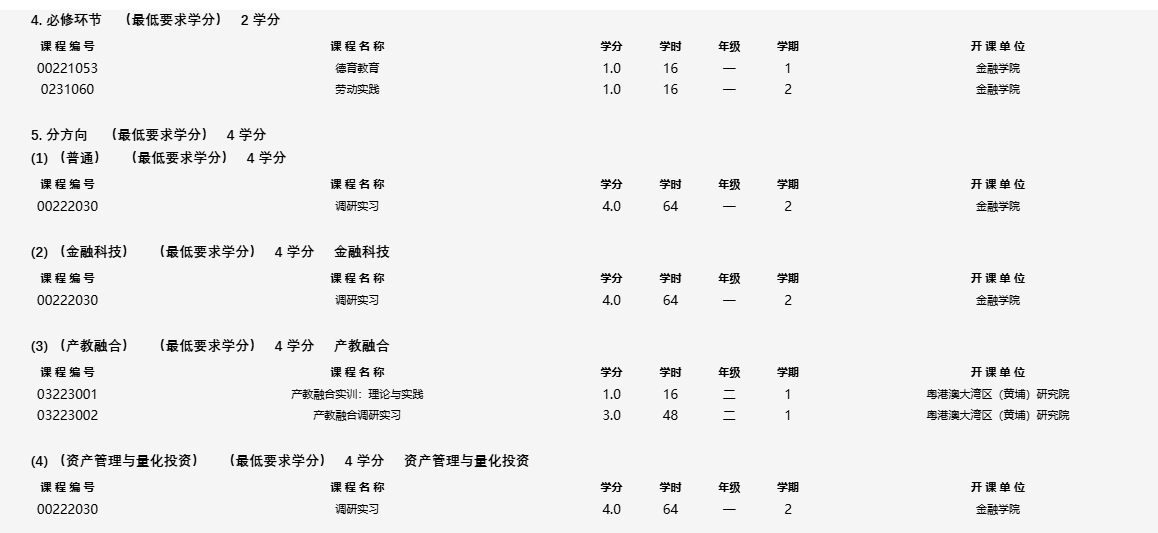 4. 必修环节 （最低要求学分） 2 学分
课程编号 课程名称 学分 学时 年级 学期 开课单位
00221053 德育教育 1.0 16 一 1 金融学院
0231060 劳动实践 1.0 16 一 2 金融学院
5. 分方向 （最低要求学分） 4 学分
(1) （普通） （最低要求学分） 4 学分
课程编号 课程名称 学分 学时 年级 学期 开课单位
00222030 调研实习 4.0 64 一 2 金融学院
(2) （金融科技） （最低要求学分） 4 学分 金融科技
课程编号 课程名称 学分 学时 年级 学期 开课单位
00222030 调研实习 4.0 64 一 2 金融学院
(3) （产教融合） （最低要求学分） 4 学分 产教融合
课程编号 课程名称 学分 学时 年级 学期 开课单位
03223001 产教融合实训：理论与实践 1.0 16 二 1 粤港澳大湾区（黄埔）研究院
03223002 产教融合调研实习 3.0 48 二 1 粤港澳大湾区（黄埔）研究院
(4) （资产管理与量化投资） （最低要求学分） 4 学分 资产管理与量化投资
课程编号 课程名称 学分 学时 年级 学期 开课单位
00222030 调研实习 4.0 64 一 2 金融学院